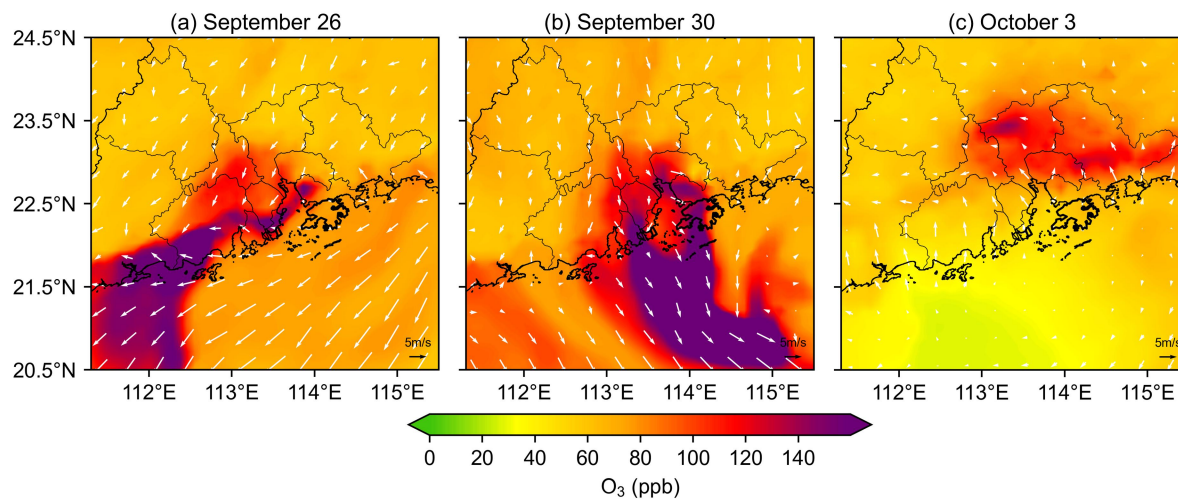 (a) September 26
(b) September 30
(c) October 3
24.5°N
23.5°N
22.5°N
21.5°N
20.5°N
5m/s
5m/s
5m/s
112°E 113°E 114°E 115°E
112°E 113°E 114°E 115°E
112°E 113°E 114°E 115°E
0 20 40 60 80 100 120 140
O₃ (ppb)